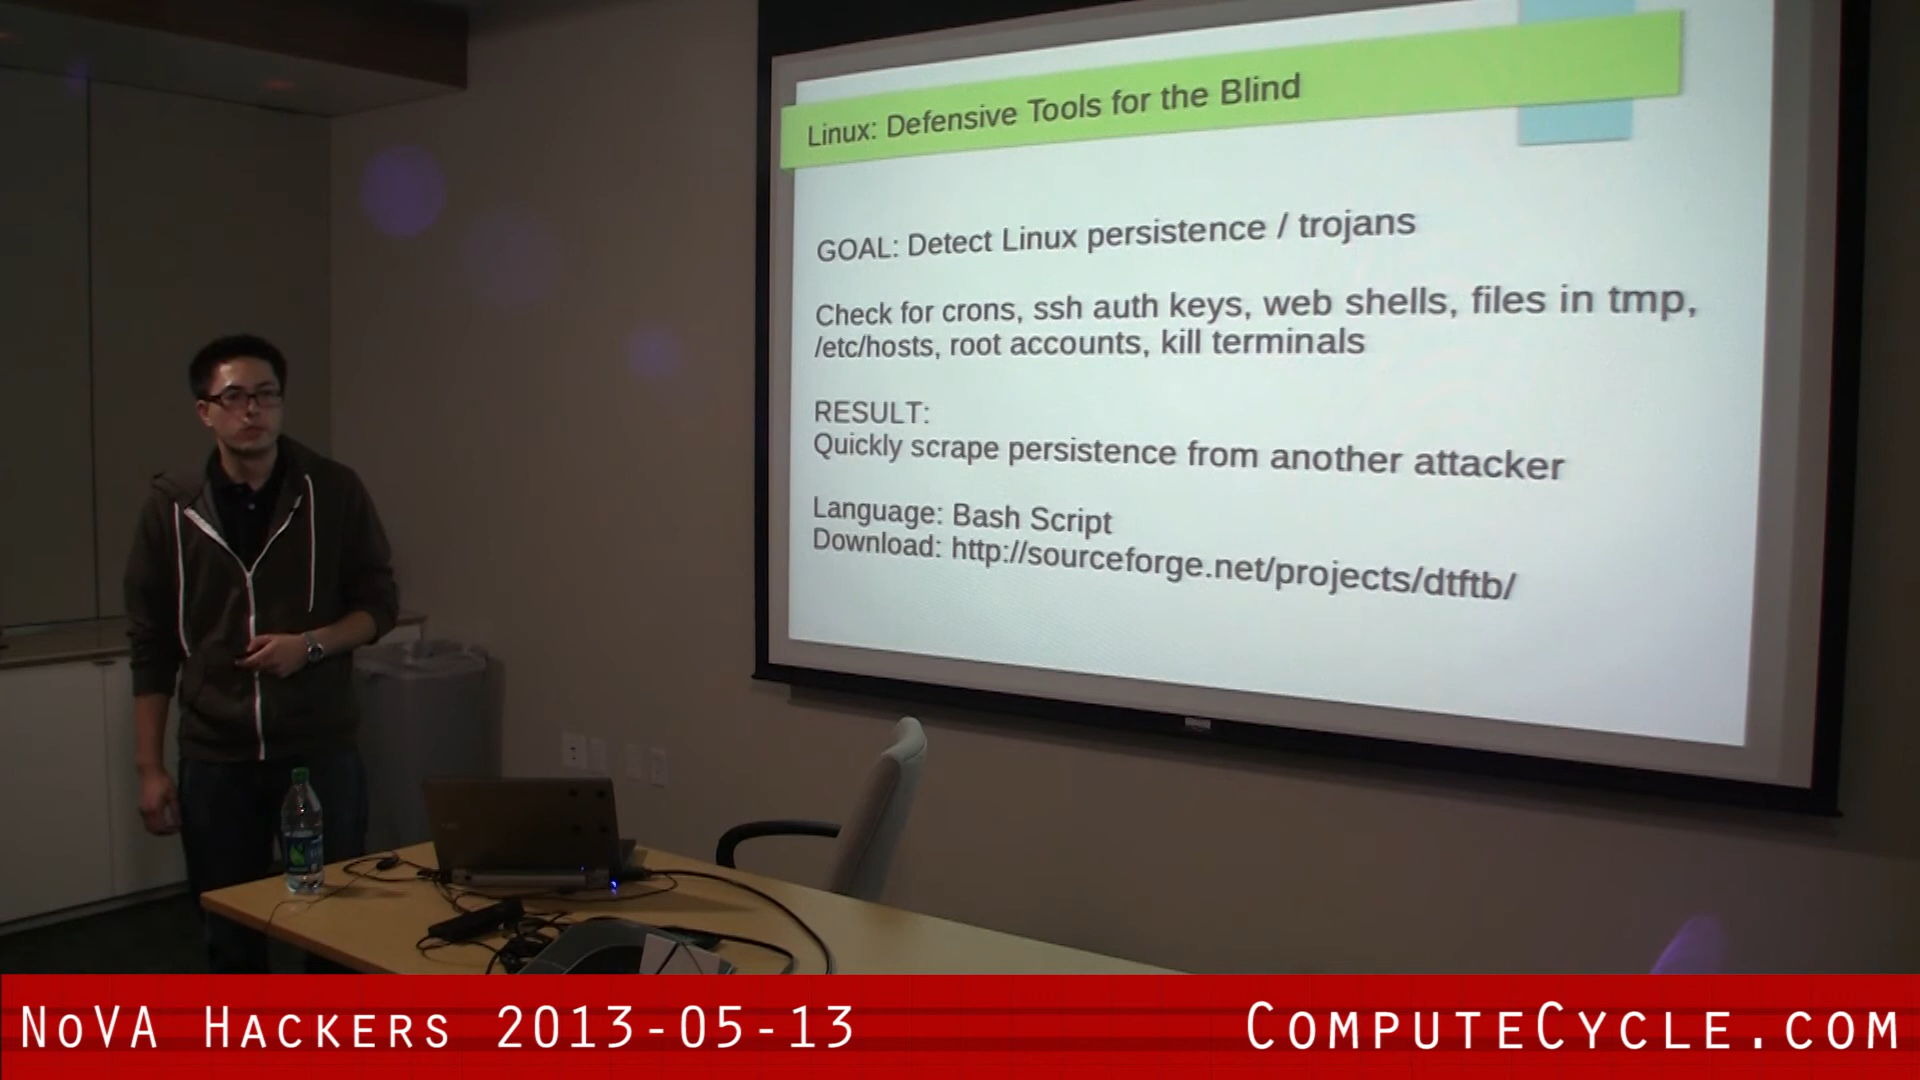 Linux: Defensive Tools for the Blind
GOAL: Detect Linux persistence / trojans
Check for crons, ssh auth keys, web shells, files in tmp,
/etc/hosts, root accounts, kill terminals
RESULT:
Quickly scrape persistence from another attacker
Language: Bash Script
Download: http://sourceforge.net/projects/dtftb/
NoVA Hackers 2013-05-13
ComputeCycle.com